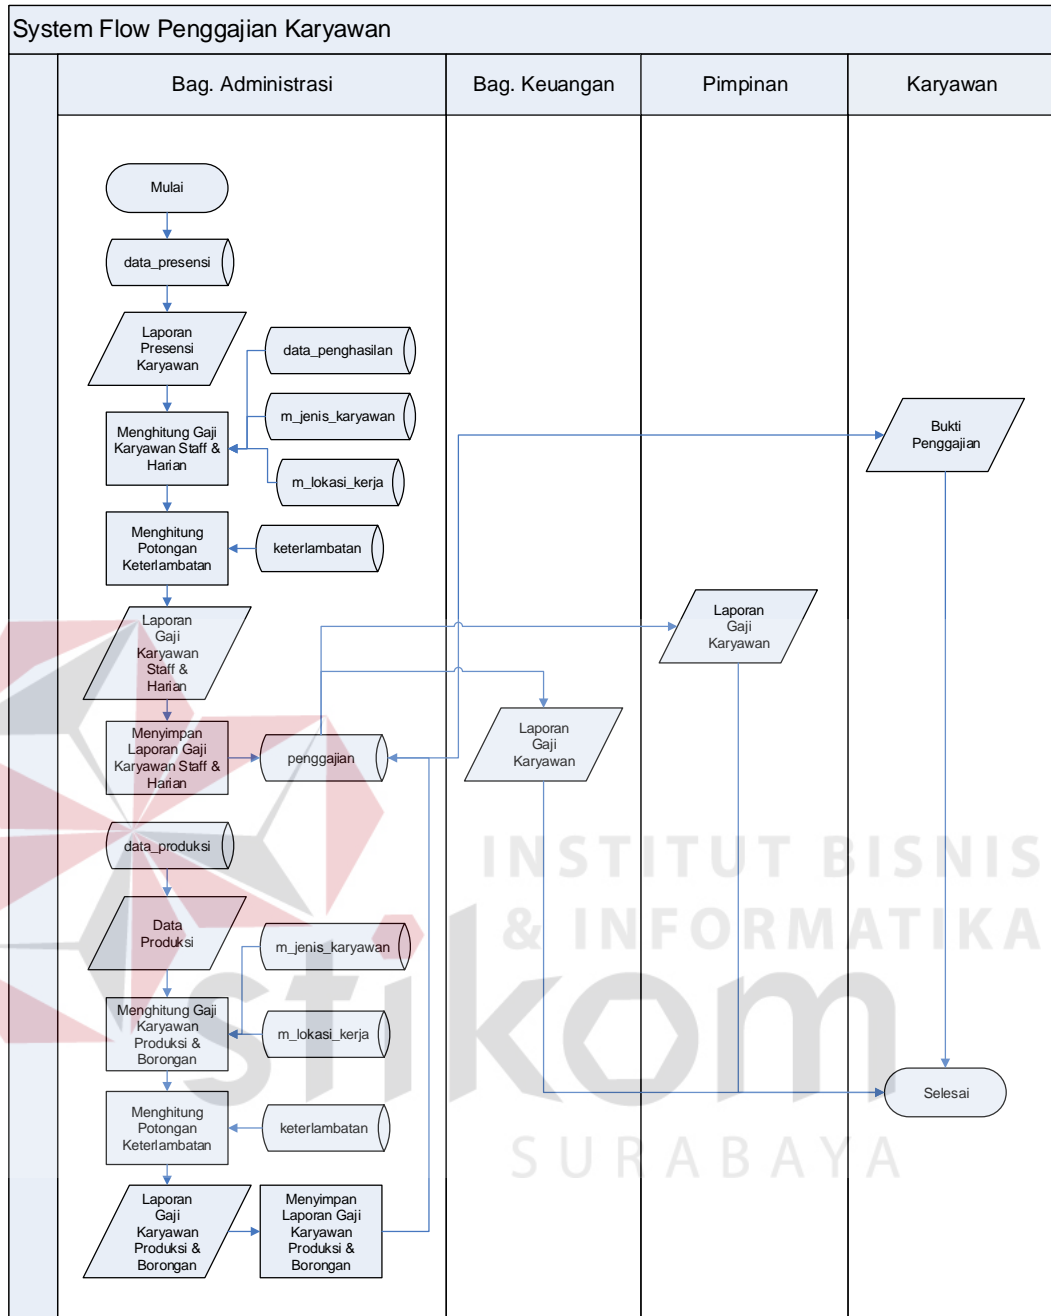 System Flow Penggajian Karyawan
Bag. Administrasi
Bag. Keuangan
Pimpinan
Karyawan
Mulai
data_presensi
Laporan
Presensi
Karyawan
data_penghasilan
m_jenis_karyawan
Menghitung Gaji
Karyawan Staff &
Harian
m_lokasi_kerja
Bukti
Penggajian
Menghitung
Potongan
Keterlambatan
keterlambatan
Laporan
Gaji
Karyawan
Staff &
Harian
Laporan
Gaji
Karyawan
Menyimpan
Laporan Gaji
Karyawan Staff &
Harian
penggajian
Laporan
Gaji
Karyawan
data_produksi
Data
Produksi
m_jenis_karyawan
Menghitung Gaji
Karyawan
Produksi &
Borongan
m_lokasi_kerja
Menghitung
Potongan
Keterlambatan
keterlambatan
Selesai
Laporan
Gaji
Karyawan
Produksi &
Borongan
Menyimpan
Laporan Gaji
Karyawan
Produksi &
Borongan
INSTITUT BISNIS
& INFORMATIKA
stikom
SURABAYA